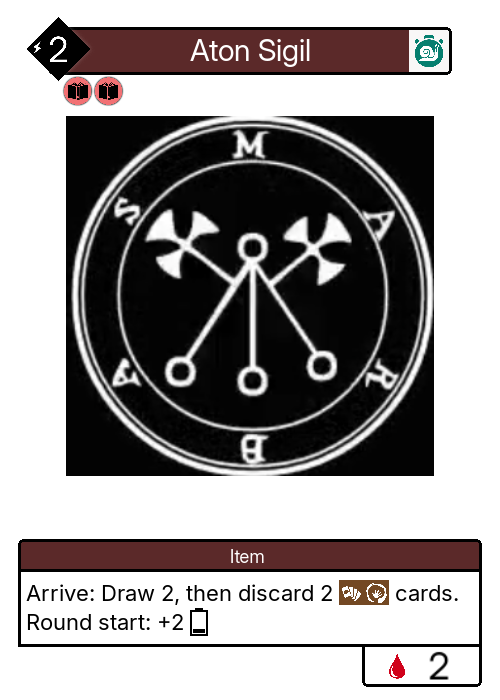 2
Aton Sigil
M
A
R
B
A
S
Item
Arrive: Draw 2, then discard 2 cards.
Round start: +2
2